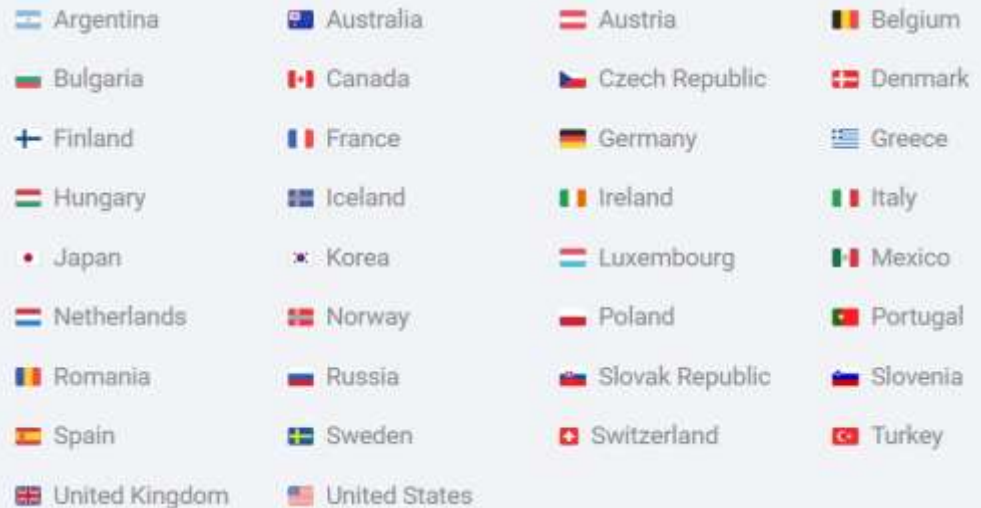 Argentina Australia Austria Belgium
Bulgaria Canada Czech Republic Denmark
Finland France Germany Greece
Hungary Iceland Ireland Italy
Japan Korea Luxembourg Mexico
Netherlands Norway Poland Portugal
Romania Russia Slovak Republic Slovenia
Spain Sweden Switzerland Turkey
United Kingdom United States